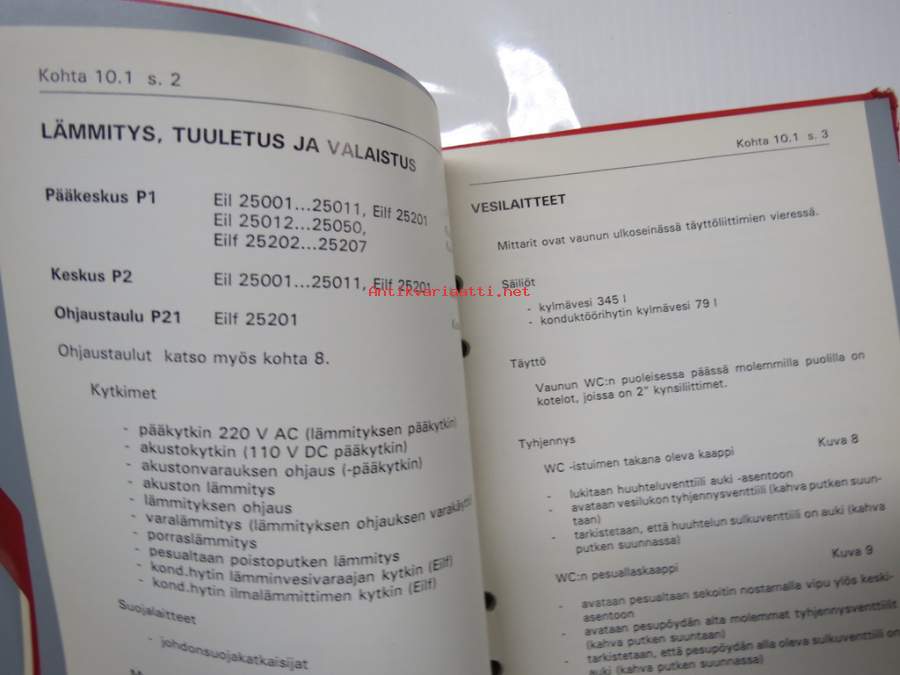 Kohta 10.1 s. 2
LÄMMITYS, TUULETUS JA VALAISTUS
Pääkeskus P1 Eil 25001...25011, Eilf 25201
Eil 25012...25050,
Eilf 25202...25207
Keskus P2 Eil 25001...25011, Eilf 25201
Ohjaustaulu P21 Eilf 25201
Ohjaustaulut katso myös kohta 8.
Kytkimet
- pääkytkin 220 V AC (lämmityksen pääkytkin)
- akustokytkin (110 V DC pääkytkin)
- akustonvarauksen ohjaus (-pääkytkin)
- akuston lämmitys
- lämmityksen ohjaus
- varalämmitys (lämmityksen ohjauksen
- porraslämmitys
- pesualtaan poistoputken lämmitys
- kond.hytin lämminvesivaraajan kytkin (Eilf)
- kond.hytin ilmalämmittimen kytkin (Eilf)
Suojalaitteet
- johdonsuojakatkaisijat
Kohta 10.1 s. 3
VESILAITTEET
Mittarit ovat vaunun ulkoseinässä täyttöliittimien vieressä.
Säiliöt
- kylmävesi 345 l
- konduktöörihytin kylmävesi 79 l
Täyttö
Vaunun WC:n puoleisessa päässä molemmilla puolilla on
kotelot, joissa on 2" kynsiliittimet.
Tyhjennys
WC -istuimen takana oleva kaappi Kuva 8
- lukitaan huuhteluventtiili auki -asentoon
- avataan vesilukon tyhjennysventtiili (kahva putken suun-
taan)
- tarkistetaan, että huuhtelun sulkuventtiili on auki (kahva
putken suunnassa)
WC:n pesuallaskaappi Kuva 9
- avataan pesualtaan sekoitin nostamalla vipu ylös keski-
asentoon
- avataan pesupöydän alta molemmat tyhjennysventtiilit
(kahva putken suuntaan)
- tarkistetaan, että pesupöydän alla oleva sulkuventtiili on
auki (kahva putken suunnassa)
Antikvariaatti.net